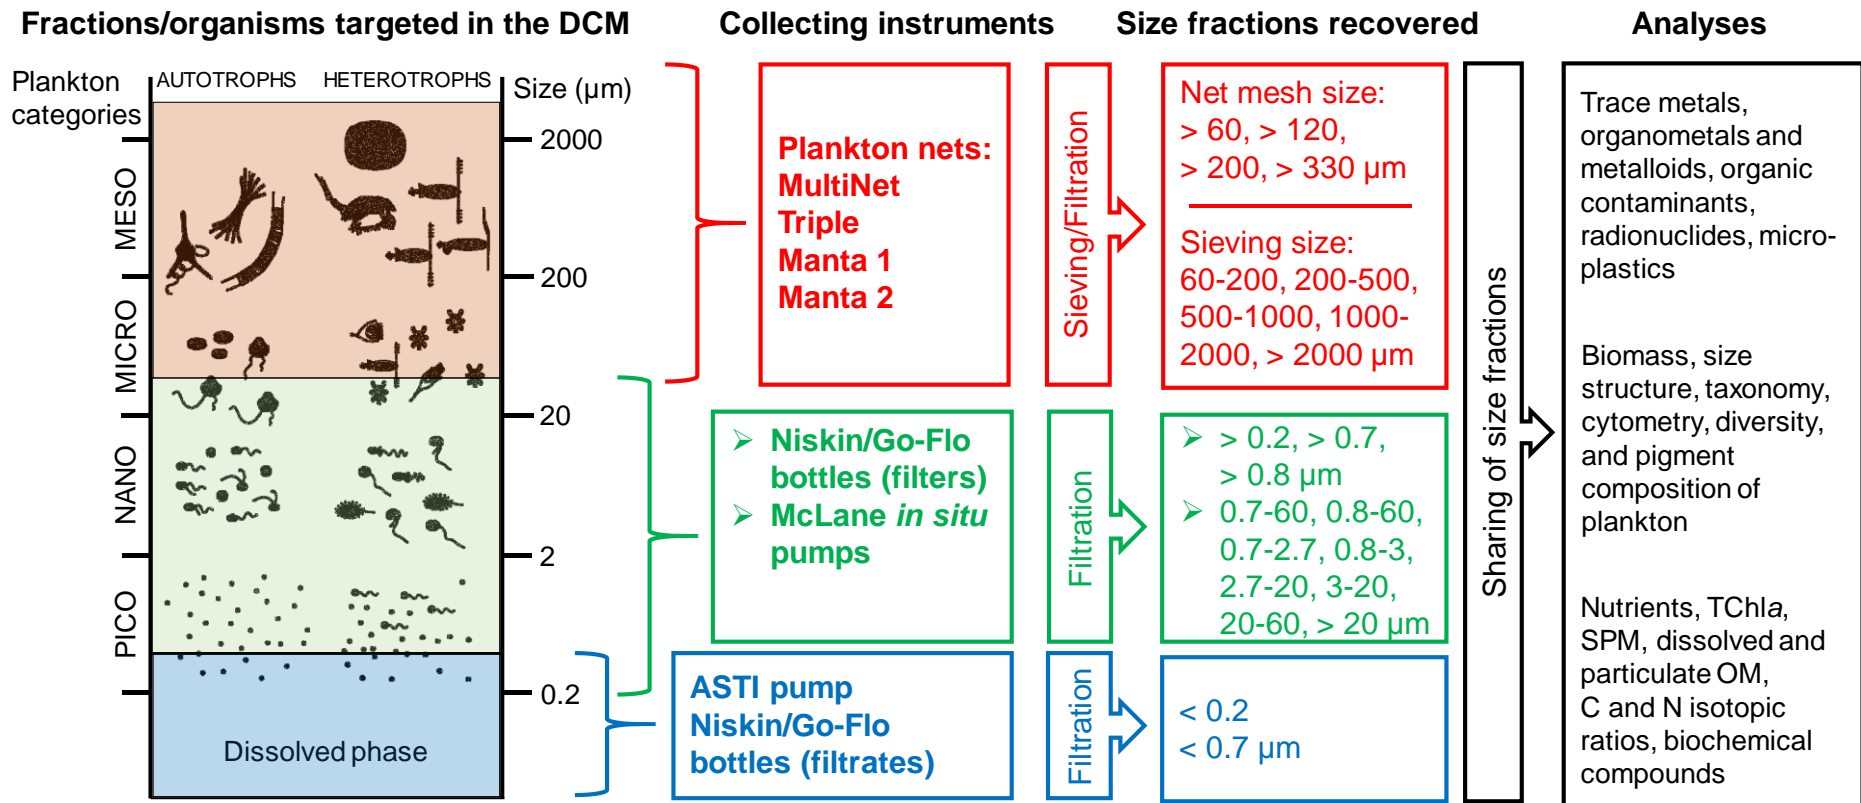 Fractions/organisms targeted in the DCM
Collecting instruments
Size fractions recovered
Analyses
Plankton
categories
AUTOTROPHS
HETEROTROPHS
Size (µm)
MESO
MICRO
NANO
PICO
2000
200
20
2
0.2
Dissolved phase
Plankton nets:
MultiNet
Triple
Manta 1
Manta 2
Sieving/Filtration
Net mesh size:
> 60, > 120,
> 200, > 330 µm
Sieving size:
60-200, 200-500,
500-1000, 1000-
2000, > 2000 µm
➢ Niskin/Go-Flo
bottles (filters)
➢ McLane in situ
pumps
Filtration
➢ > 0.2, > 0.7,
> 0.8 µm
➢ 0.7-60, 0.8-60,
0.7-2.7, 0.8-3,
2.7-20, 3-20,
20-60, > 20 µm
ASTI pump
Niskin/Go-Flo
bottles (filtrates)
Filtration
< 0.2
< 0.7 µm
Sharing of size fractions
Trace metals,
organometals and
metalloids, organic
contaminants,
radionuclides, micro-
plastics
Biomass, size
structure, taxonomy,
cytometry, diversity,
and pigment
composition of
plankton
Nutrients, TChla,
SPM, dissolved and
particulate OM,
C and N isotopic
ratios, biochemical
compounds